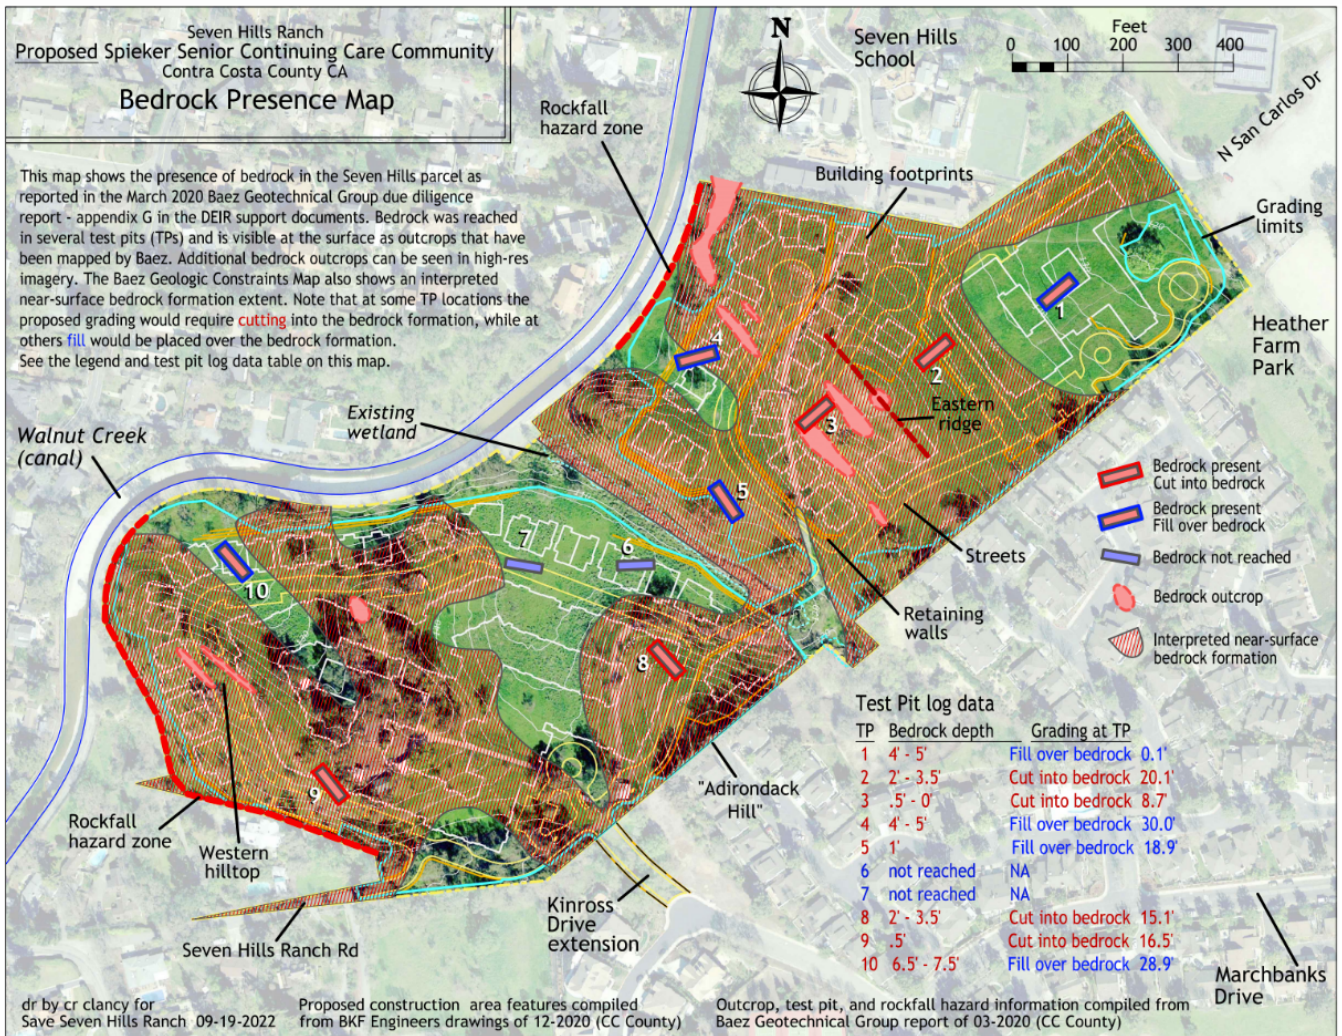 Seven Hills Ranch
Proposed Spieker Senior Continuing Care Community
Contra Costa County CA
Bedrock Presence Map
This map shows the presence of bedrock in the Seven Hills parcel as
reported in the March 2020 Baez Geotechnical Group due diligence
report - appendix G in the DEIR support documents. Bedrock was reached
in several test pits (TPs) and is visible at the surface as outcrops that have
been mapped by Baez. Additional bedrock outcrops can be seen in high-res
imagery. The Baez Geologic Constraints Map also shows an interpreted
near-surface bedrock formation extent. Note that at some TP locations the
proposed grading would require cutting into the bedrock formation, while at
others fill would be placed over the bedrock formation.
See the legend and test pit log data table on this map.
N
Seven Hills
School
Feet
0 100 200 300 400
N San Carlos Dr
Rockfall
hazard zone
Building footprints
Grading
limits
Heather
Farm
Park
Existing
wetland
Walnut Creek
(canal)
1
2
3
4
5
6
7
8
9
10
Eastern
ridge
Streets
Retaining
walls
"Adirondack
Hill"
Rockfall
hazard zone
Western
hilltop
Seven Hills Ranch Rd
Kinross
Drive
extension
Marchbanks
Drive
Bedrock present
Cut into bedrock
Bedrock present
Fill over bedrock
Bedrock not reached
Bedrock outcrop
Interpreted near-surface
bedrock formation
Test Pit log data
TP Bedrock depth Grading at TP
1 4' - 5' Fill over bedrock 0.1'
2 2' - 3.5' Cut into bedrock 20.1'
3 .5' - 0' Cut into bedrock 8.7'
4 4' - 5' Fill over bedrock 30.0'
5 1' Fill over bedrock 18.9'
6 not reached NA
7 not reached NA
8 2' - 3.5' Cut into bedrock 15.1'
9 .5' Cut into bedrock 16.5'
10 6.5' - 7.5' Fill over bedrock 28.9'
dr by cr clancy for
Save Seven Hills Ranch 09-19-2022
Proposed construction area features compiled
from BKF Engineers drawings of 12-2020 (CC County)
Outcrop, test pit, and rockfall hazard information compiled from
Baez Geotechnical Group report of 03-2020 (CC County)